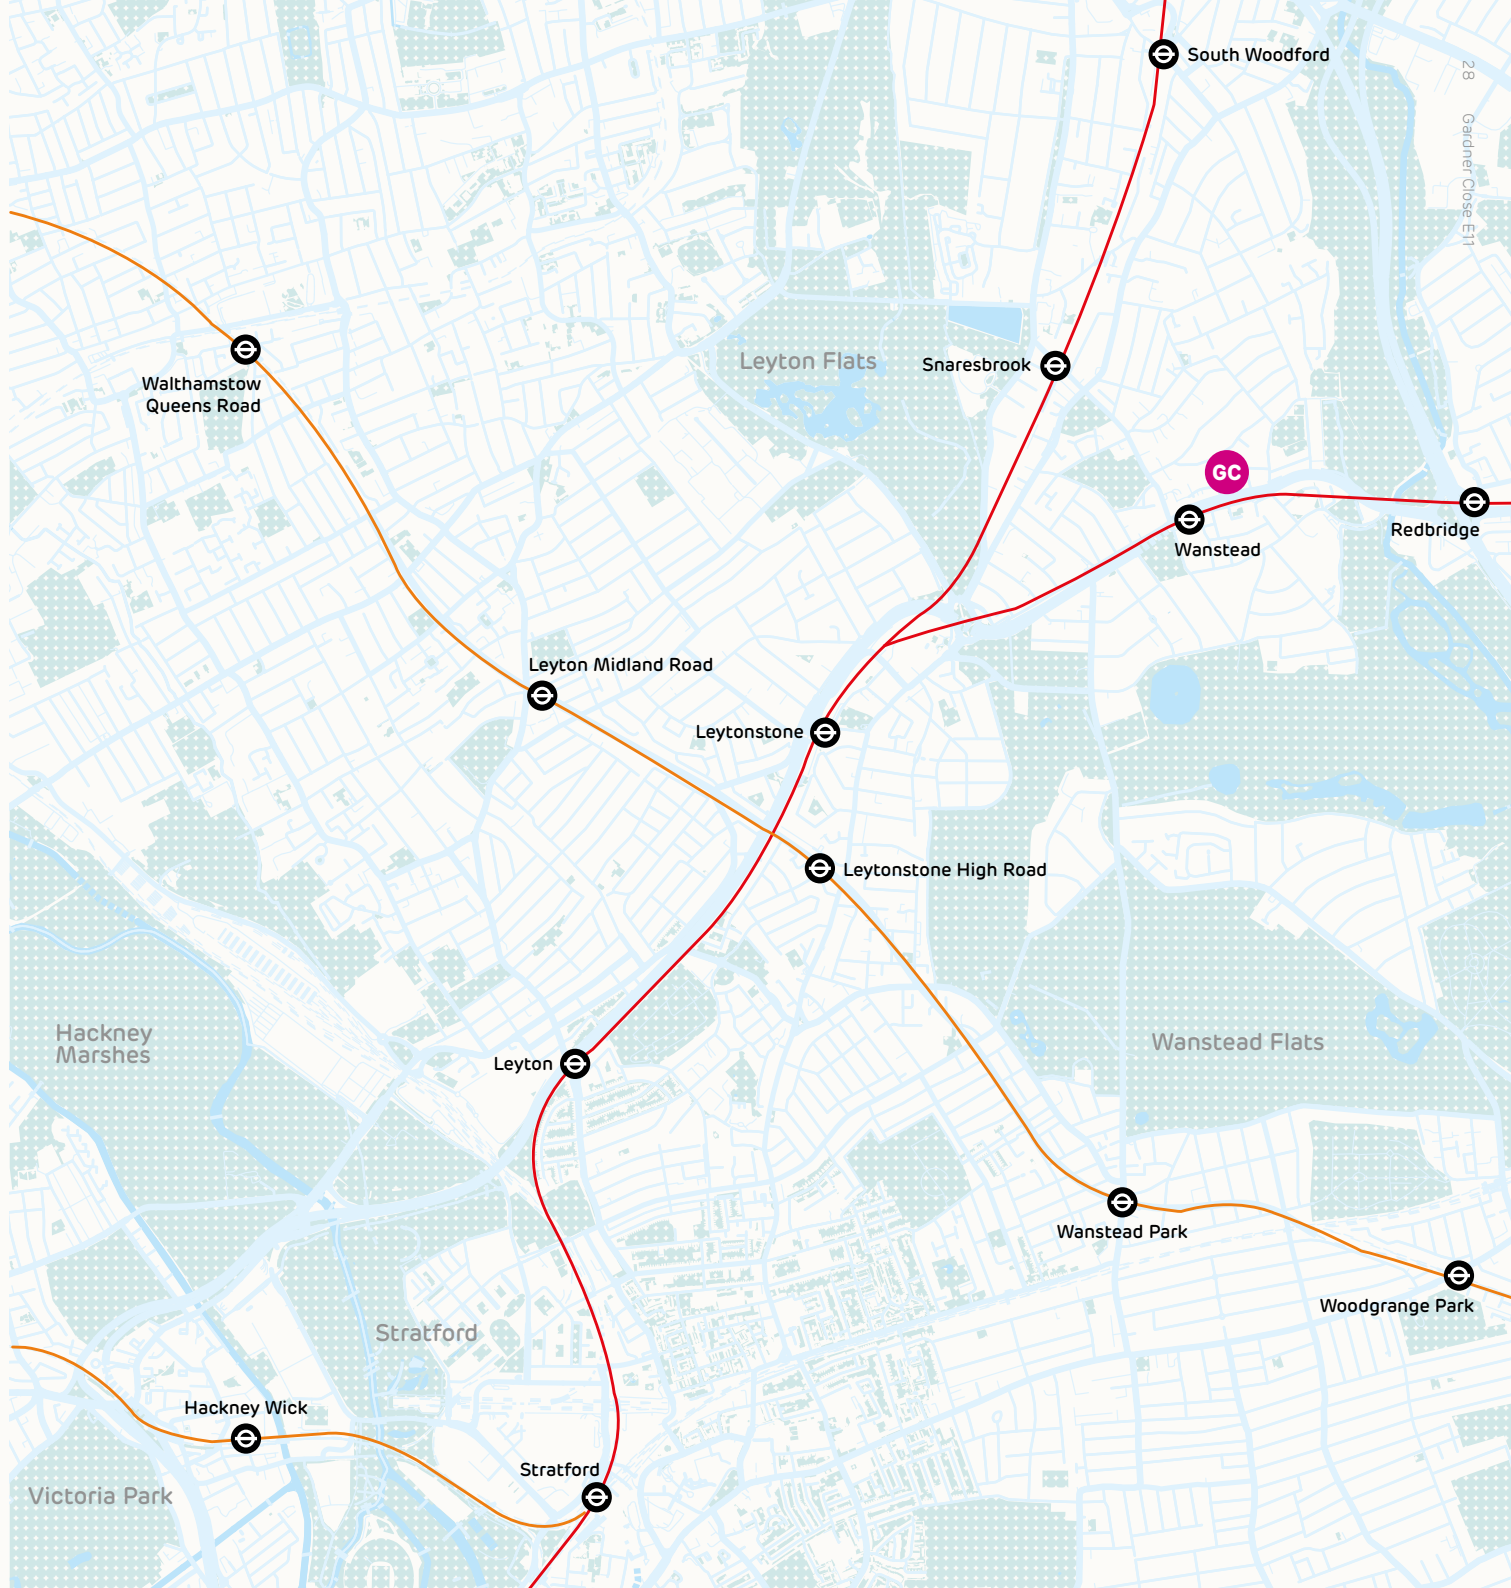 South Woodford
28
Gardner Close E11
Leyton Flats
Snaresbrook
Walthamstow
Queens Road
GC
Wanstead
Redbridge
Leyton Midland Road
Leytonstone
Leytonstone High Road
Hackney
Marshes
Wanstead Flats
Leyton
Wanstead Park
Woodgrange Park
Stratford
Hackney Wick
Stratford
Victoria Park